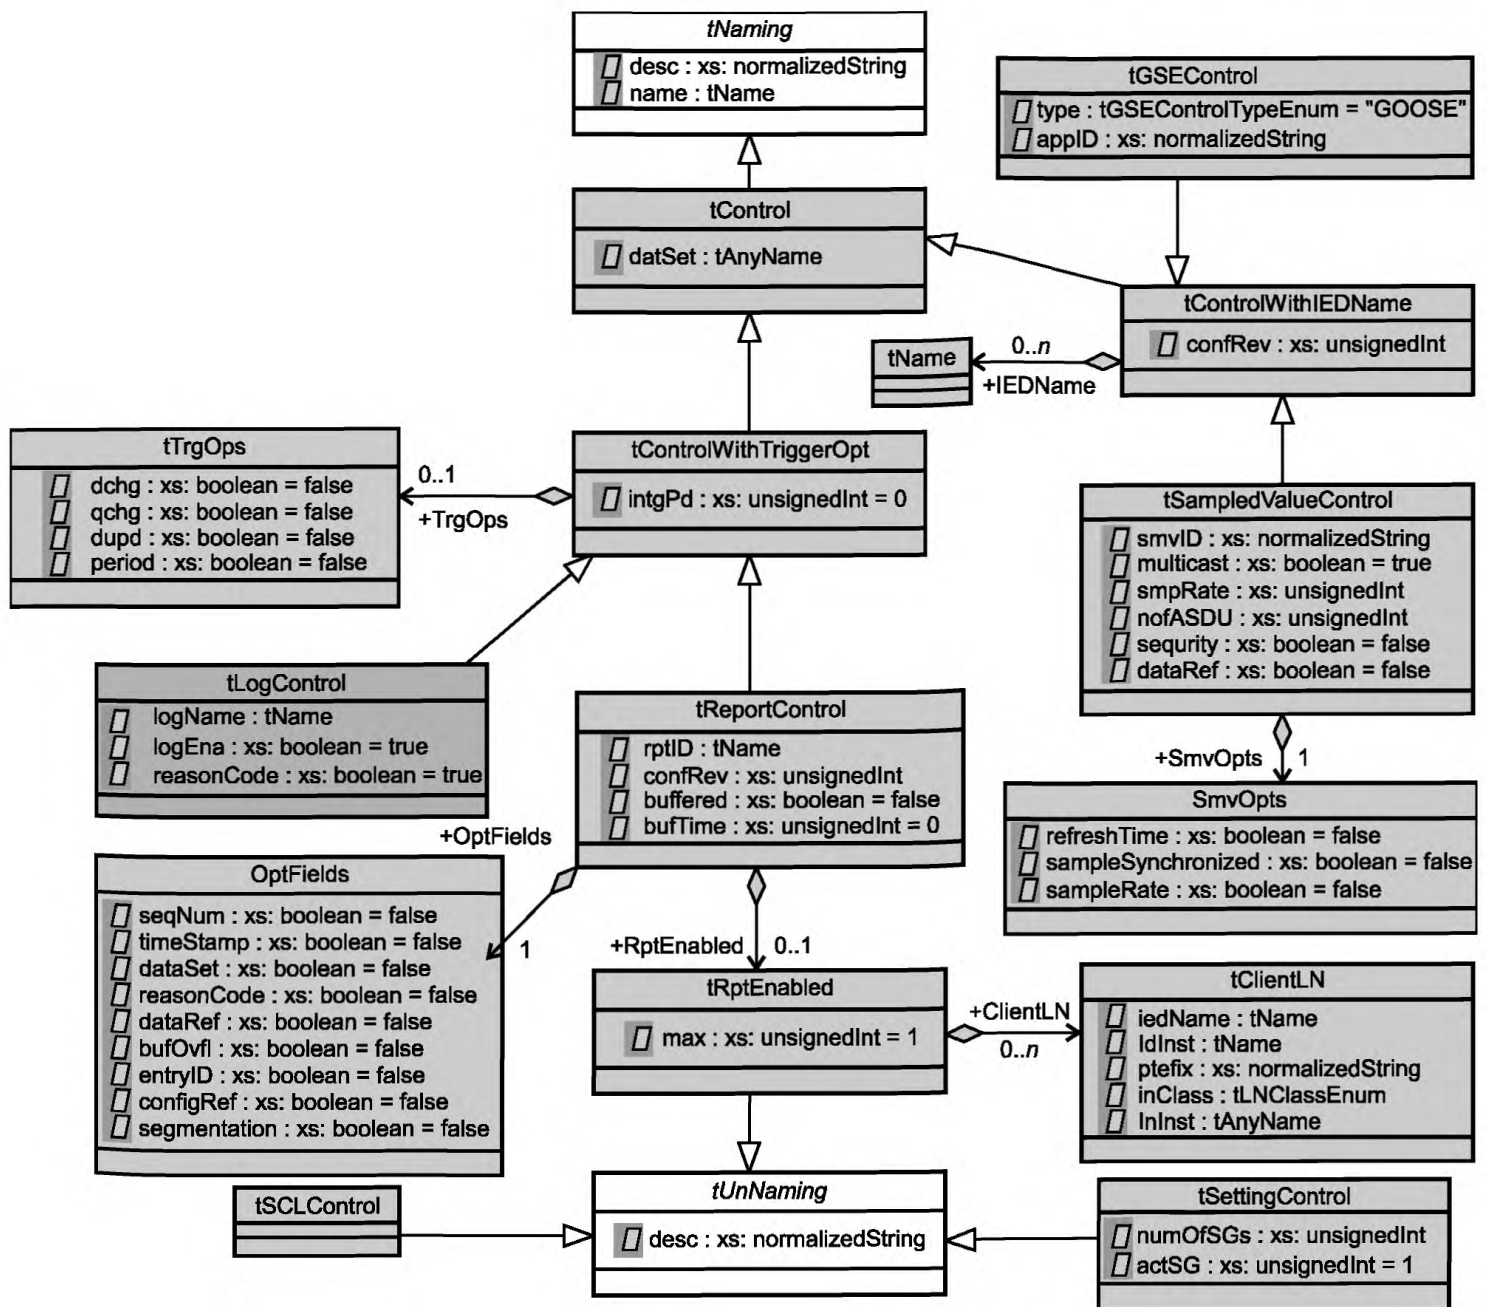 tNaming
desc : xs: normalizedString
name : tName
tGSEControl
type : tGSEControlTypeEnum = "GOOSE"
appID : xs: normalizedString
tControl
datSet : tAnyName
tControlWithIEDName
confRev : xs: unsignedInt
tName
0..n
+IEDName
tTrgOps
dchg : xs: boolean = false
qchg : xs: boolean = false
dupd : xs: boolean = false
period : xs: boolean = false
0..1
+TrgOps
tControlWithTriggerOpt
intgPd : xs: unsignedInt = 0
tSampledValueControl
smvID : xs: normalizedString
multicast : xs: boolean = true
smpRate : xs: unsignedInt
nofASDU : xs: unsignedInt
sequrity : xs: boolean = false
dataRef : xs: boolean = false
tLogControl
logName : tName
logEna : xs: boolean = true
reasonCode : xs: boolean = true
tReportControl
rptID : tName
confRev : xs: unsignedInt
buffered : xs: boolean = false
bufTime : xs: unsignedInt = 0
+SmvOpts
1
SmvOpts
refreshTime : xs: boolean = false
sampleSynchronized : xs: boolean = false
sampleRate : xs: boolean = false
+OptFields
1
OptFields
seqNum : xs: boolean = false
timeStamp : xs: boolean = false
dataSet : xs: boolean = false
reasonCode : xs: boolean = false
dataRef : xs: boolean = false
bufOvfl : xs: boolean = false
entryID : xs: boolean = false
configRef : xs: boolean = false
segmentation : xs: boolean = false
+RptEnabled
0..1
tRptEnabled
max : xs: unsignedInt = 1
+ClientLN
0..n
tClientLN
iedName : tName
ldInst : tName
ptefix : xs: normalizedString
inClass : tLNClassEnum
lnInst : tAnyName
tSCLControl
tUnNaming
desc : xs: normalizedString
tSettingControl
numOfSGs : xs: unsignedInt
actSG : xs: unsignedInt = 1